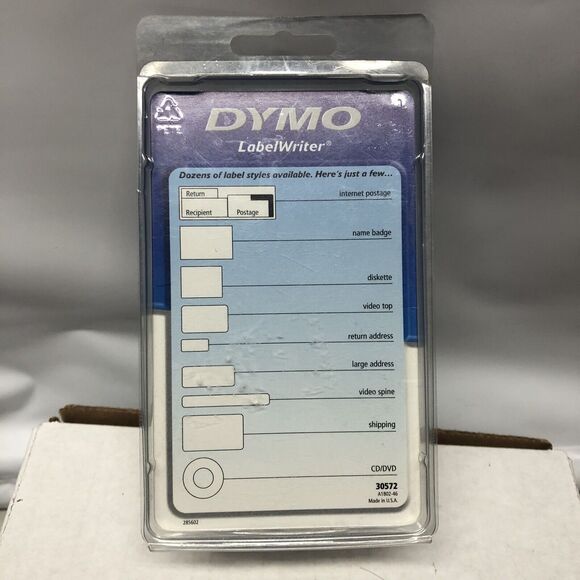 DYMO
LabelWriter®
Dozens of label styles available. Here's just a few...
Return
Recipient Postage
internet postage
name badge
diskette
video top
return address
large address
video spine
shipping
CD/DVD
30572
A1802-46
Made in U.S.A.
285602